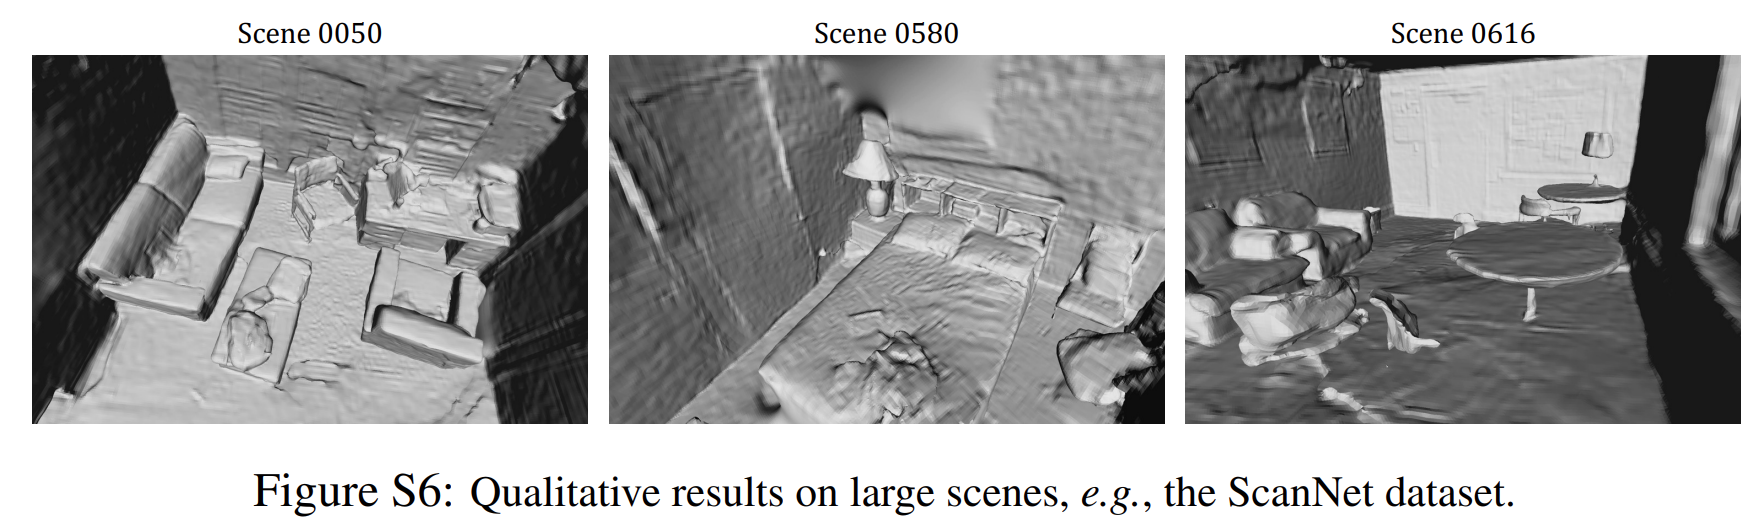 Scene 0050
Scene 0580
Scene 0616
Figure S6: Qualitative results on large scenes, e.g., the ScanNet dataset.